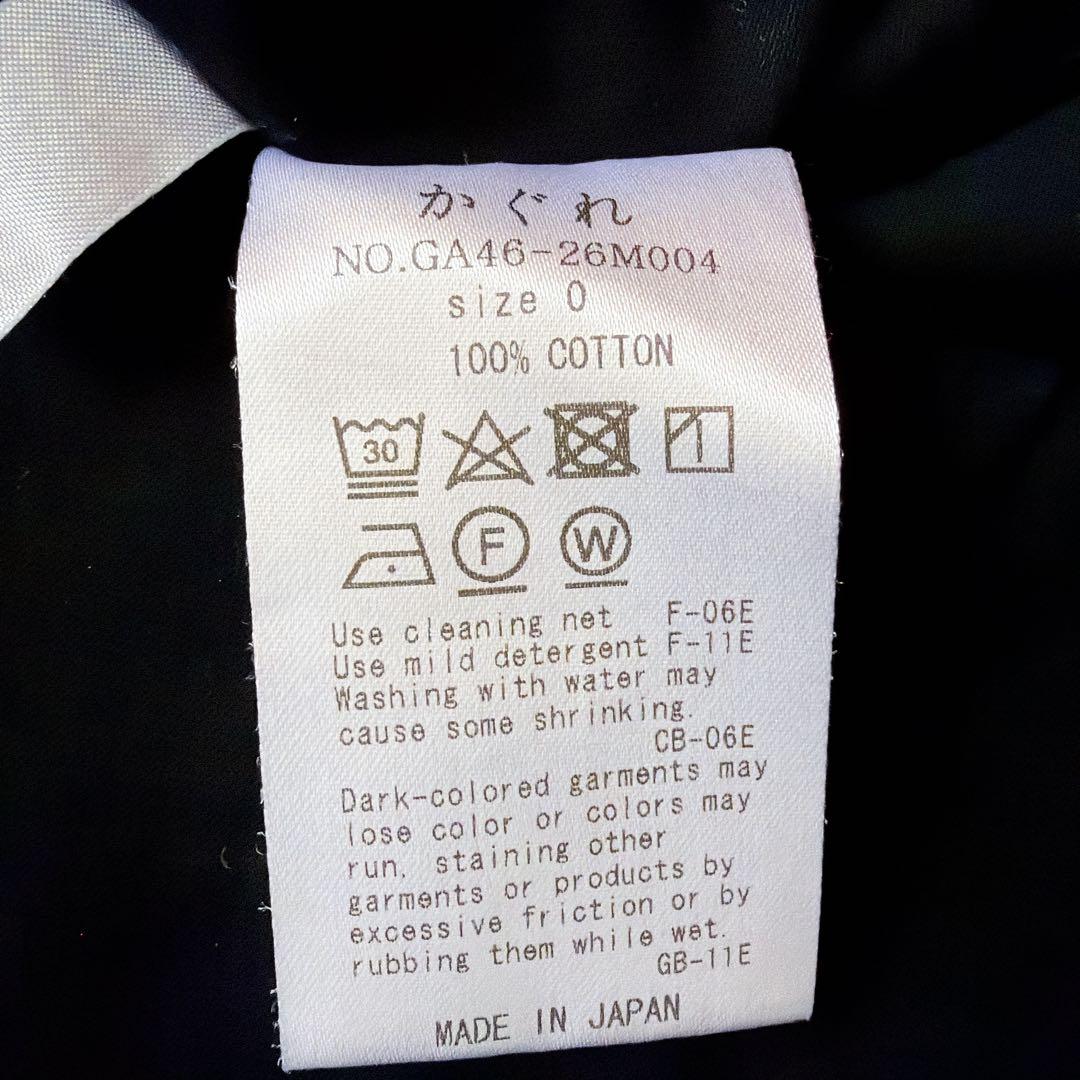 かぐれ
NO.GA46-26M004
size 0
100% COTTON
30
F W
Use cleaning net F-06E
Use mild detergent F-11E
Washing with water may
cause some shrinking.
CB-06E
Dark-colored garments may
lose color or colors may
run, staining other
garments or products by
excessive friction or by
rubbing them while wet.
GB-11E
MADE IN JAPAN